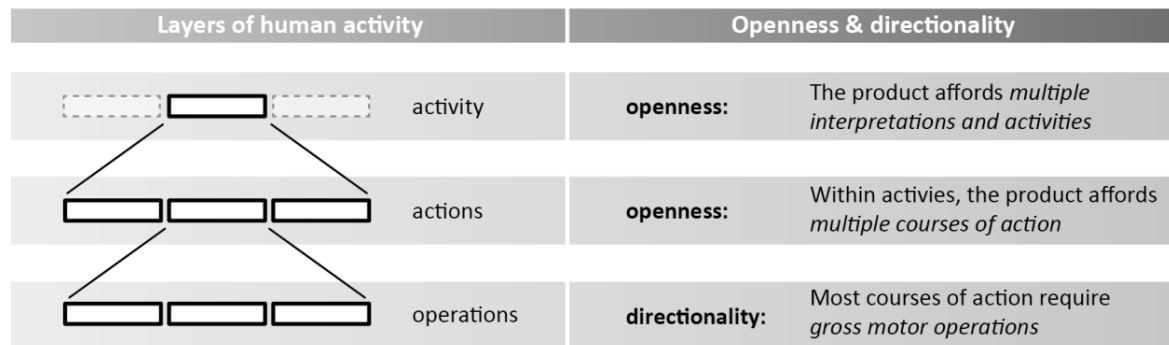 Layers of human activity
Openness & directionality
activity
openness:
The product affords multiple
interpretations and activities
actions
openness:
Within activies, the product affords
multiple courses of action
operations
directionality:
Most courses of action require
gross motor operations